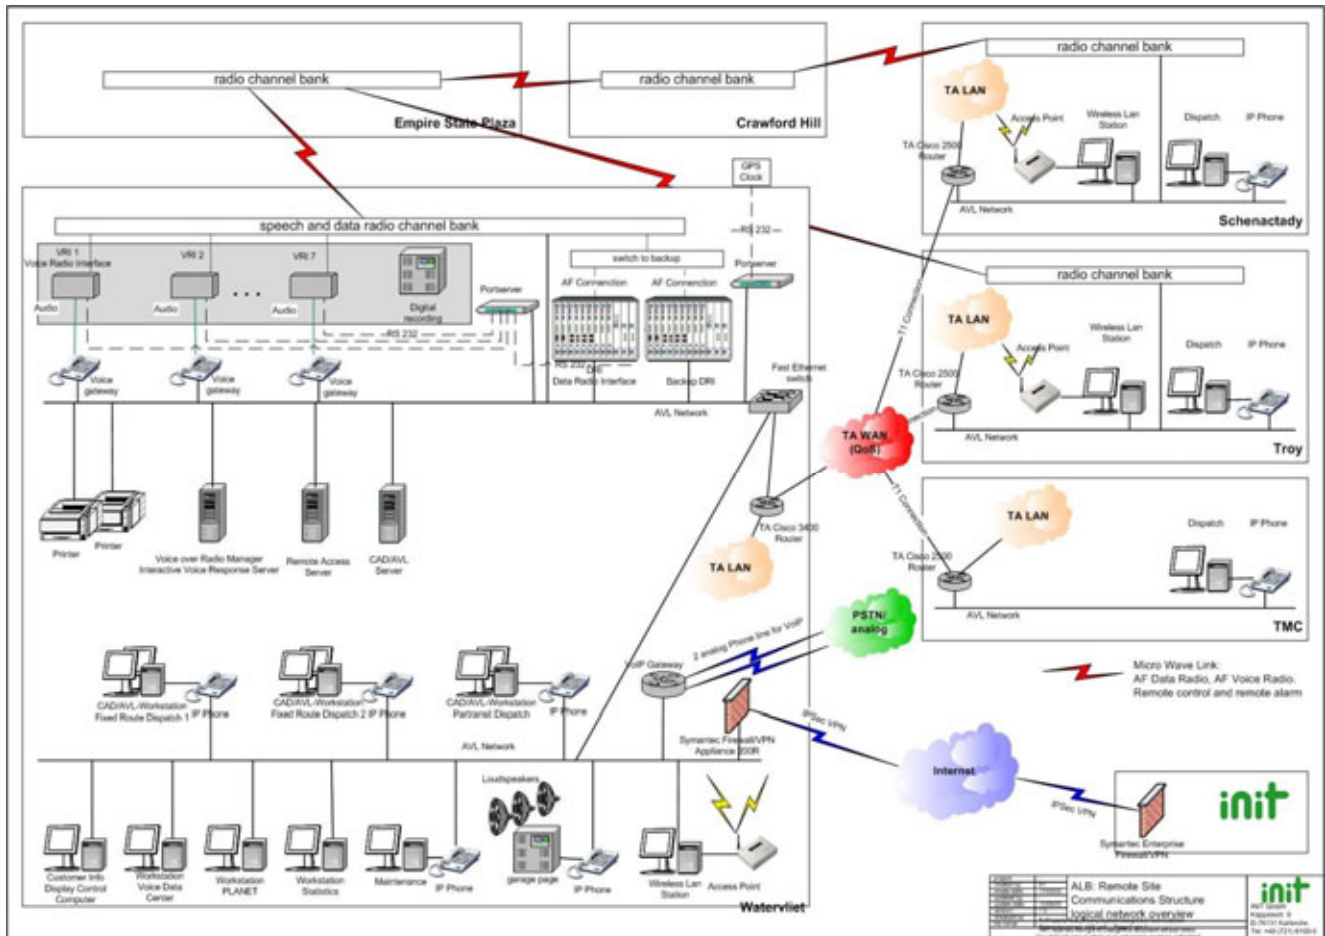 radio channel bank
Empire State Plaza
radio channel bank
Crawford Hill
radio channel bank
TA LAN
Access Point
Wireless Lan
Station
Dispatch
IP Phone
TA Cisco 2500
Router
AVL Network
Schenactady
GPS
Clock
RS 232
speech and data radio channel bank
switch to backup
VRI 1
Voice Radio Interface
VRI 2
VRI 7
Audio
Audio
Audio
Digital
recording
RS 232
Portserver
AF Connection
AF Connection
Portserver
RS 232
DRI
Data Radio Interface
Backup DRI
Voice
gateway
Voice
gateway
Voice
gateway
AVL Network
Fast Ethernet
switch
T1 Connection
radio channel bank
TA LAN
Access Point
Wireless Lan
Station
Dispatch
IP Phone
TA Cisco 2500
Router
AVL Network
Troy
TA WAN
(QoS)
T1 Connection
Printer
Printer
Voice over Radio Manager
Interactive Voice Response Server
Remote Access
Server
CAD/AVL
Server
TA Cisco 3400
Router
TA LAN
TA LAN
Dispatch
IP Phone
TA Cisco 2500
Router
AVL Network
TMC
PSTN/
analog
2 analog Phone line for VoIP
VoIP Gateway
CAD/AVL-Workstation
Fixed Route Dispatch 1
IP Phone
CAD/AVL-Workstation
Fixed Route Dispatch 2
IP Phone
CAD/AVL-Workstation
Partransit Dispatch
IP Phone
Symantec Firewall/VPN
Appliance 200R
Micro Wave Link:
AF Data Radio, AF Voice Radio.
Remote control and remote alarm
AVL Network
IPSec VPN
Internet
IPSec VPN
Symantec Enterprise
Firewall/VPN
init
Loudspeakers
Customer Info
Display Control
Computer
Workstation
Voice Data
Center
Workstation
PLANET
Workstation
Statistics
Maintenance
IP Phone
garage page
IP Phone
Wireless Lan
Station
Access Point
Watervliet
ALB: Remote Site
Communications Structure
logical network overview
init